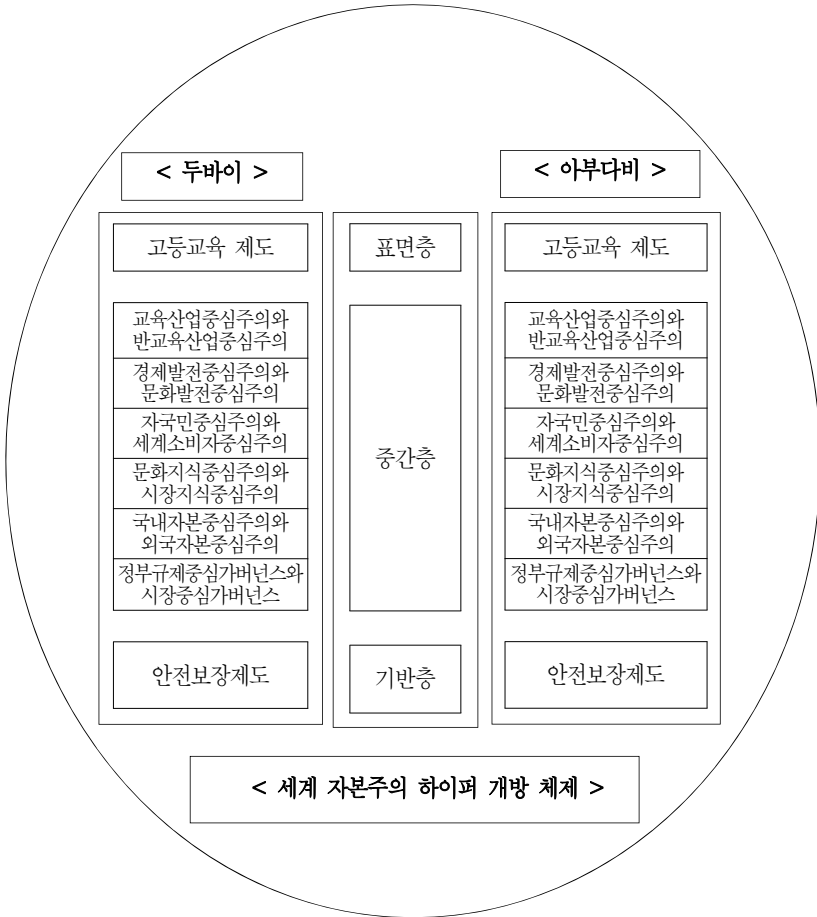 < 두바이 >
< 아부다비 >
고등교육 제도
표면층
고등교육 제도
교육산업중심주의와
반교육산업중심주의
경제발전중심주의와
문화발전중심주의
자국민중심주의와
세계소비자중심주의
문화지식중심주의와
시장지식중심주의
국내자본중심주의와
외국자본중심주의
정부규제중심가버넌스와
시장중심가버넌스
중간층
교육산업중심주의와
반교육산업중심주의
경제발전중심주의와
문화발전중심주의
자국민중심주의와
세계소비자중심주의
문화지식중심주의와
시장지식중심주의
국내자본중심주의와
외국자본중심주의
정부규제중심가버넌스와
시장중심가버넌스
안전보장제도
기반층
안전보장제도
< 세계 자본주의 하이퍼 개방 체제 >